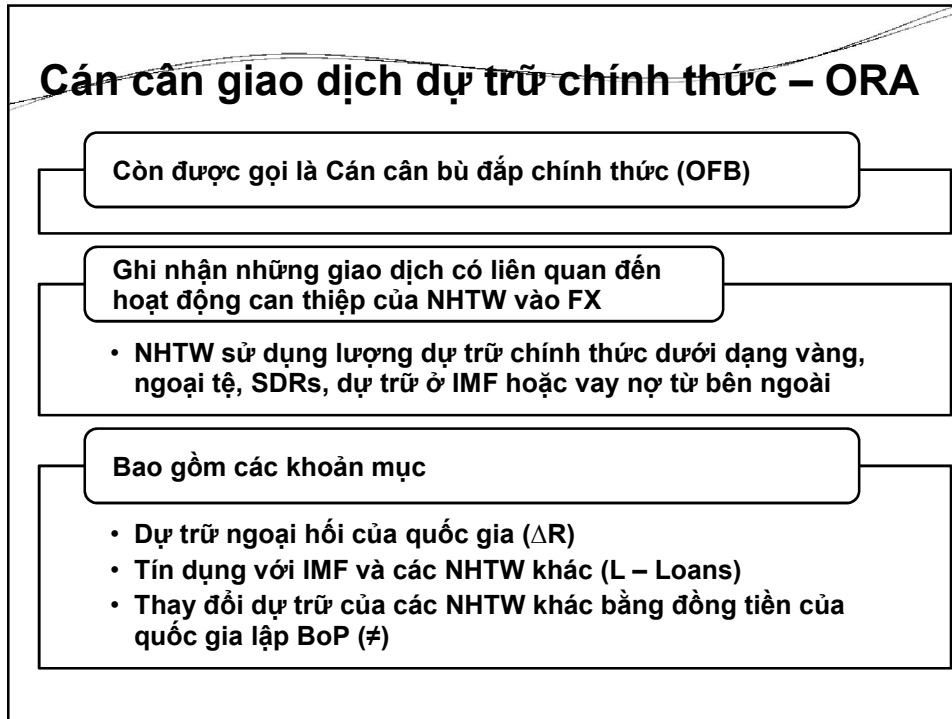 Cán cân giao dịch dự trữ chính thức – ORA
Còn được gọi là Cán cân bù đắp chính thức (OFB)
Ghi nhận những giao dịch có liên quan đến
hoạt động can thiệp của NHTW vào FX
• NHTW sử dụng lượng dự trữ chính thức dưới dạng vàng,
ngoại tệ, SDRs, dự trữ ở IMF hoặc vay nợ từ bên ngoài
Bao gồm các khoản mục
• Dự trữ ngoại hối của quốc gia (∆R)
• Tín dụng với IMF và các NHTW khác (L – Loans)
• Thay đổi dự trữ của các NHTW khác bằng đồng tiền của
quốc gia lập BoP (≠)